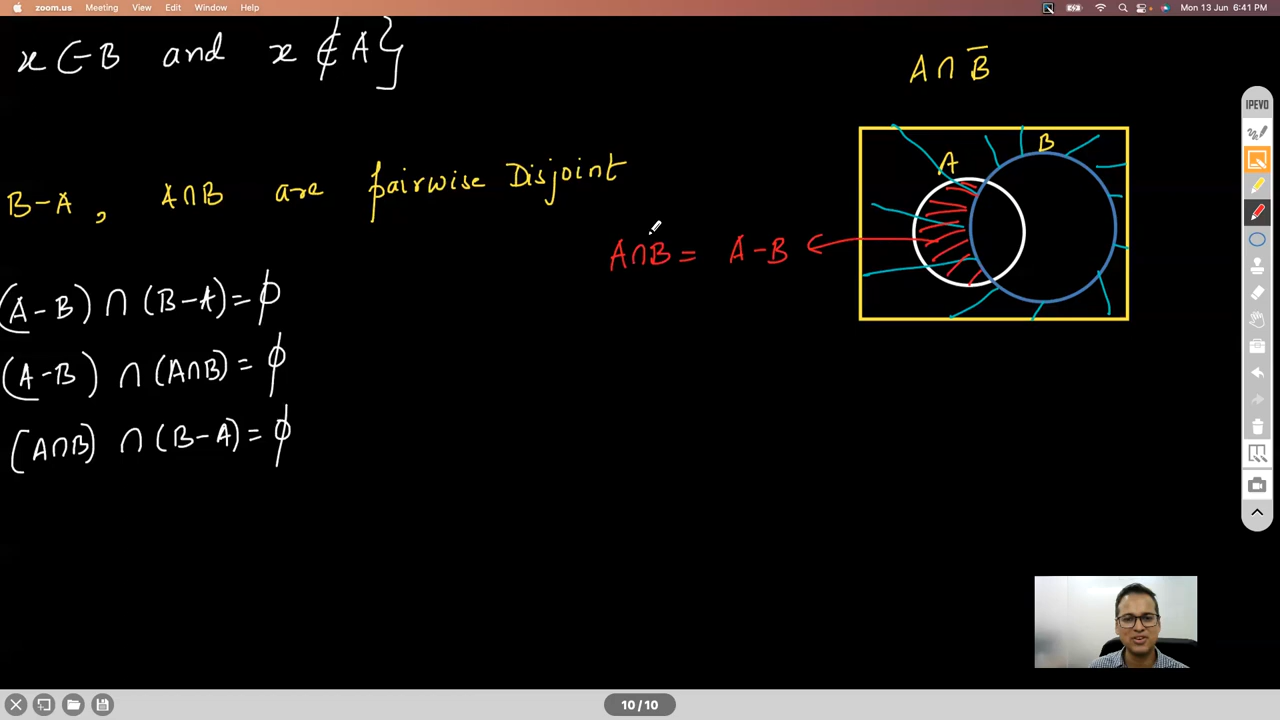 zoom.us Meeting View Edit Window Help Mon 13 Jun 6:41 PM
x ∈ B and x ∉ A}
A ∩ B̅
IPEVO
A B
B-A, A∩B are pairwise Disjoint
A∩B = A-B
(A-B) ∩ (B-A) = ϕ
(A-B) ∩ (A∩B) = ϕ
(A∩B) ∩ (B-A) = ϕ
10/10